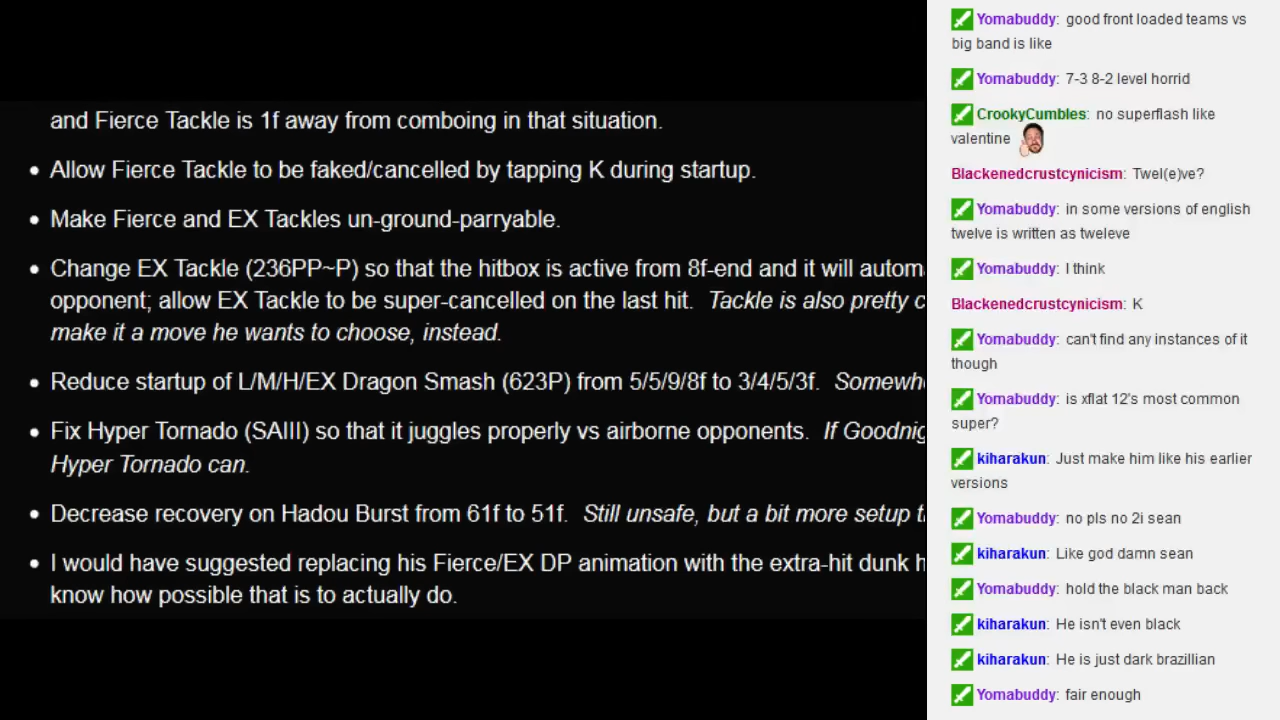 and Fierce Tackle is 1f away from comboing in that situation.
• Allow Fierce Tackle to be faked/cancelled by tapping K during startup.
• Make Fierce and EX Tackles un-ground-parryable.
• Change EX Tackle (236PP~P) so that the hitbox is active from 8f-end and it will autom
opponent; allow EX Tackle to be super-cancelled on the last hit. Tackle is also pretty c
make it a move he wants to choose, instead.
• Reduce startup of L/M/H/EX Dragon Smash (623P) from 5/5/9/8f to 3/4/5/3f. Somewh
• Fix Hyper Tornado (SAIII) so that it juggles properly vs airborne opponents. If Goodnig
Hyper Tornado can.
• Decrease recovery on Hadou Burst from 61f to 51f. Still unsafe, but a bit more setup t
• I would have suggested replacing his Fierce/EX DP animation with the extra-hit dunk h
know how possible that is to actually do.
Yomabuddy: good front loaded teams vs
big band is like
Yomabuddy: 7-3 8-2 level horrid
CrookyCumbles: no superflash like
valentine
Blackenedcrustcynicism: Twel(e)ve?
Yomabuddy: in some versions of english
twelve is written as tweleve
Yomabuddy: I think
Blackenedcrustcynicism: K
Yomabuddy: can't find any instances of it
though
Yomabuddy: is xflat 12's most common
super?
kiharakun: Just make him like his earlier
versions
Yomabuddy: no pls no 2i sean
kiharakun: Like god damn sean
Yomabuddy: hold the black man back
kiharakun: He isn't even black
kiharakun: He is just dark brazillian
Yomabuddy: fair enough